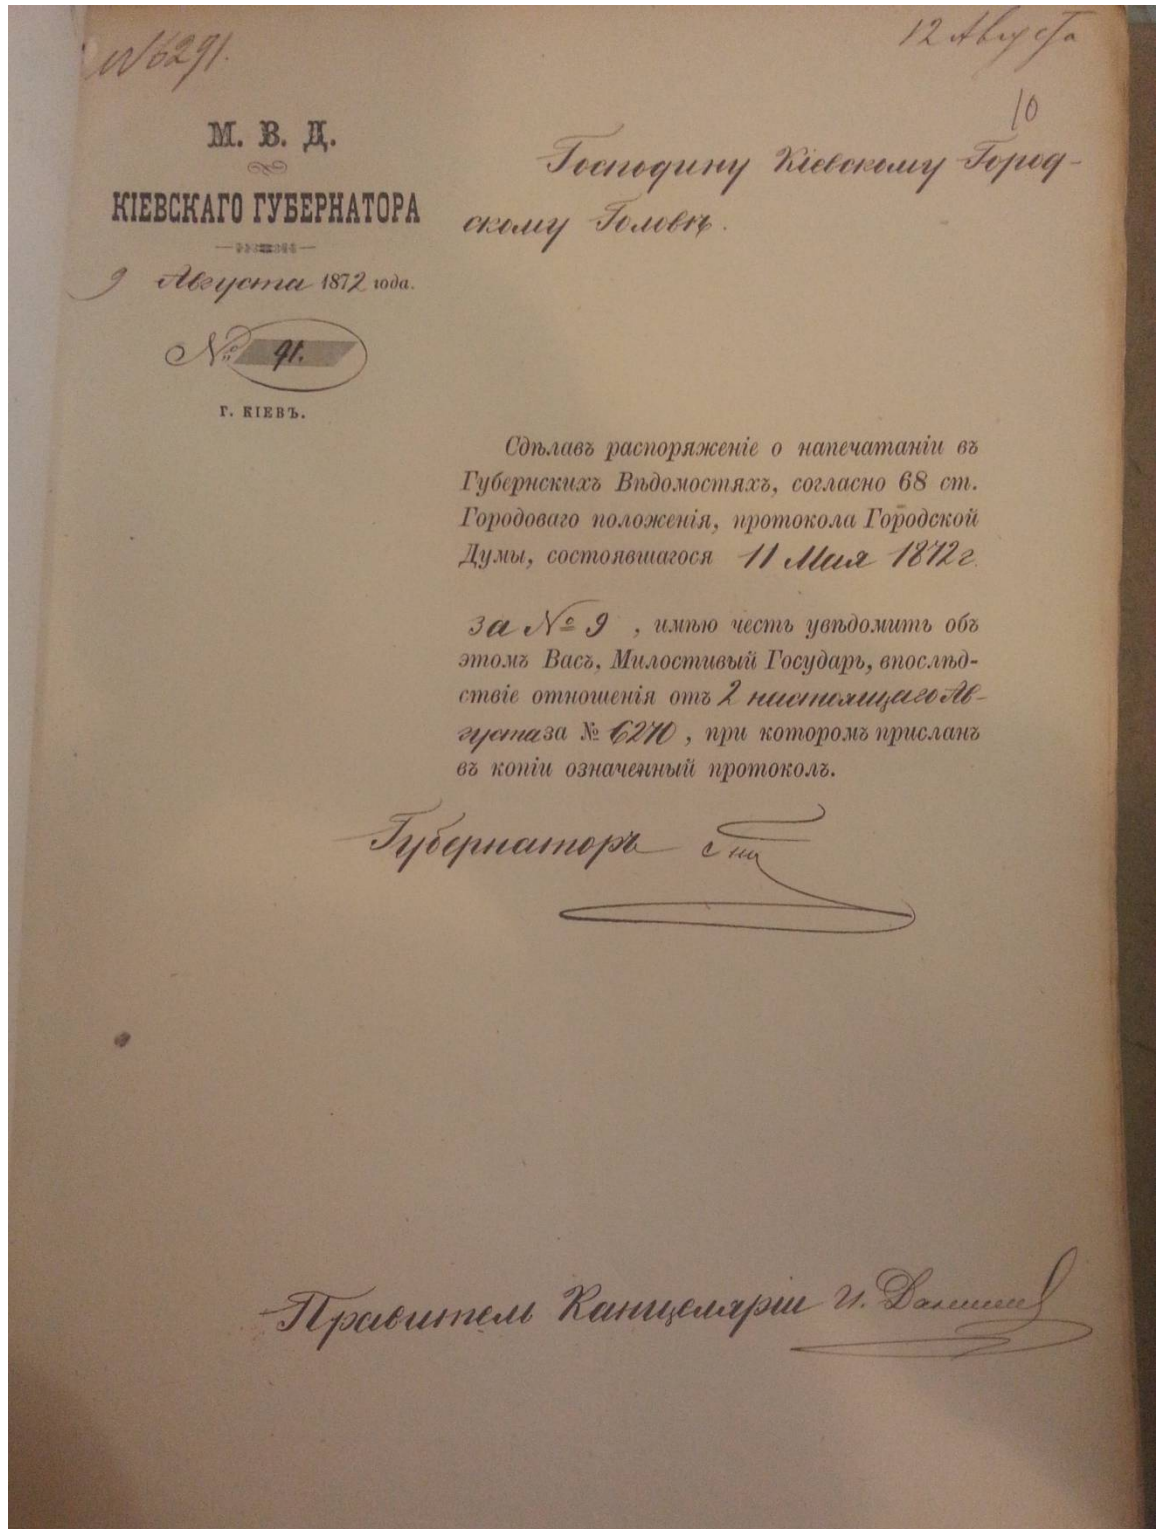 №6291.
12 Августа
10
М. В. Д.
КІЕВСКАГО ГУБЕРНАТОРА
9 Августа 1872 года.
№ 91.
Г. КІЕВЪ.
Господину Кіевскому Город-
скому Головѣ.
Сдѣлавъ распоряженіе о напечатаніи въ
Губернскихъ Вѣдомостяхъ, согласно 68 ст.
Городоваго положенія, протокола Городской
Думы, состоявшагося 11 Мая 1872 г.
за № 9, имѣю честь увѣдомить объ
этомъ Васъ, Милостивый Государь, впослѣд-
ствіе отношенія отъ 2 настоящаго Ав-
густа за № 6270, при которомъ присланъ
въ копіи означенный протоколъ.
Губернаторъ
Правитель Канцеляріи И.